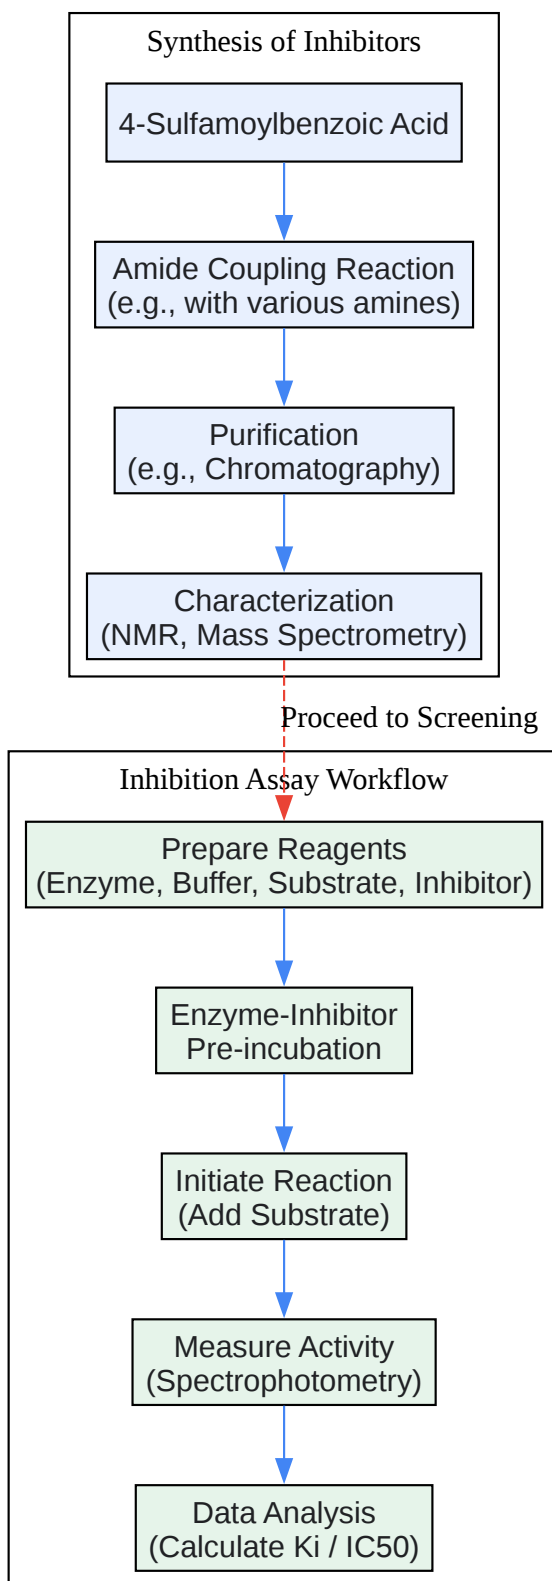 Synthesis of Inhibitors
4-Sulfamoylbenzoic Acid
Amide Coupling Reaction
(e.g., with various amines)
Purification
(e.g., Chromatography)
Characterization
(NMR, Mass Spectrometry)
Proceed to Screening
Inhibition Assay Workflow
Prepare Reagents
(Enzyme, Buffer, Substrate, Inhibitor)
Enzyme-Inhibitor
Pre-incubation
Initiate Reaction
(Add Substrate)
Measure Activity
(Spectrophotometry)
Data Analysis
(Calculate Ki / IC50)